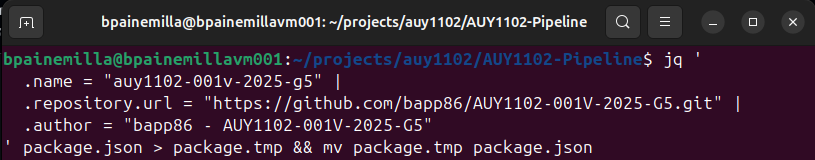 bpainemilla@bpainemillavm001: ~/projects/auy1102/AUY1102-Pipeline
bpainemilla@bpainemillavm001:~/projects/auy1102/AUY1102-Pipeline$ jq '
.name = "auy1102-001v-2025-g5" |
.repository.url = "https://github.com/bapp86/AUY1102-001V-2025-G5.git" |
.author = "bapp86 - AUY1102-001V-2025-G5"
' package.json > package.tmp && mv package.tmp package.json